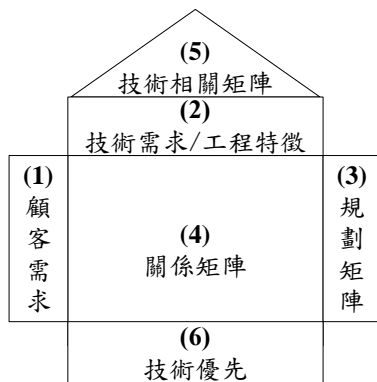 (5)
技術相關矩陣
(2)
技術需求/工程特徵
(1)
顧
客
需
求
(4)
關係矩陣
(3)
規
劃
矩
陣
(6)
技術優先